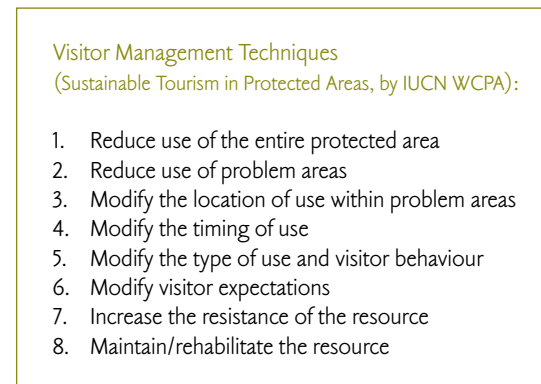 Visitor Management Techniques
(Sustainable Tourism in Protected Areas, by IUCN WCPA):
1. Reduce use of the entire protected area
2. Reduce use of problem areas
3. Modify the location of use within problem areas
4. Modify the timing of use
5. Modify the type of use and visitor behaviour
6. Modify visitor expectations
7. Increase the resistance of the resource
8. Maintain/rehabilitate the resource